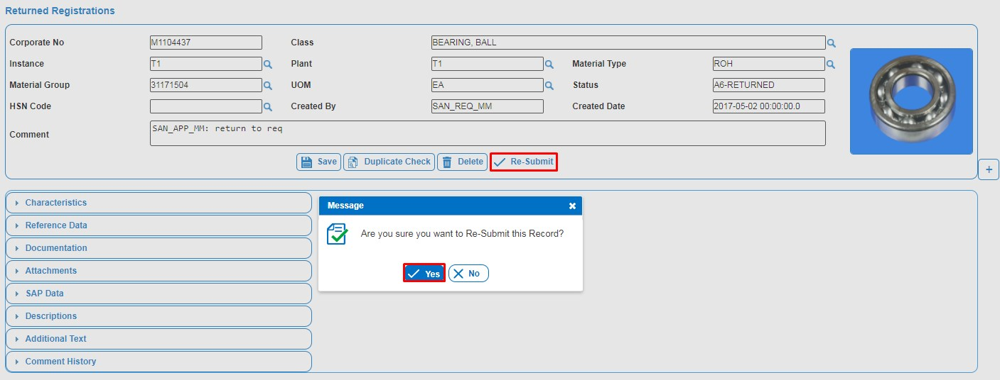 Returned Registrations
Corporate No M1104437 Class BEARING, BALL
Instance T1 Plant T1 Material Type ROH
Material Group 31171504 UOM EA Status A6-RETURNED
HSN Code Created By SAN_REQ_MM Created Date 2017-05-02 00:00:00.0
Comment SAN_APP_MM: return to req
Save Duplicate Check Delete Re-Submit
+
Characteristics
Reference Data
Documentation
Attachments
SAP Data
Descriptions
Additional Text
Comment History
Message
Are you sure you want to Re-Submit this Record?
Yes No